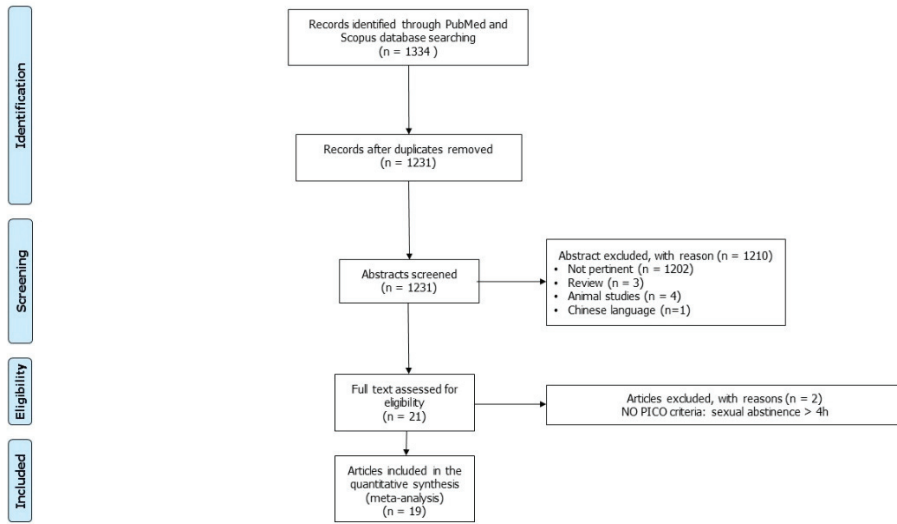 Identification
Records identified through PubMed and
Scopus database searching
(n = 1334 )
Records after duplicates removed
(n = 1231)
Screening
Abstracts screened
(n = 1231)
Abstract excluded, with reason (n = 1210)
• Not pertinent (n = 1202)
• Review (n = 3)
• Animal studies (n = 4)
• Chinese language (n=1)
Eligibility
Full text assessed for
eligibility
(n = 21)
Articles excluded, with reasons (n = 2)
NO PICO criteria: sexual abstinence > 4h
Included
Articles included in the
quantitative synthesis
(meta-analysis)
(n = 19)